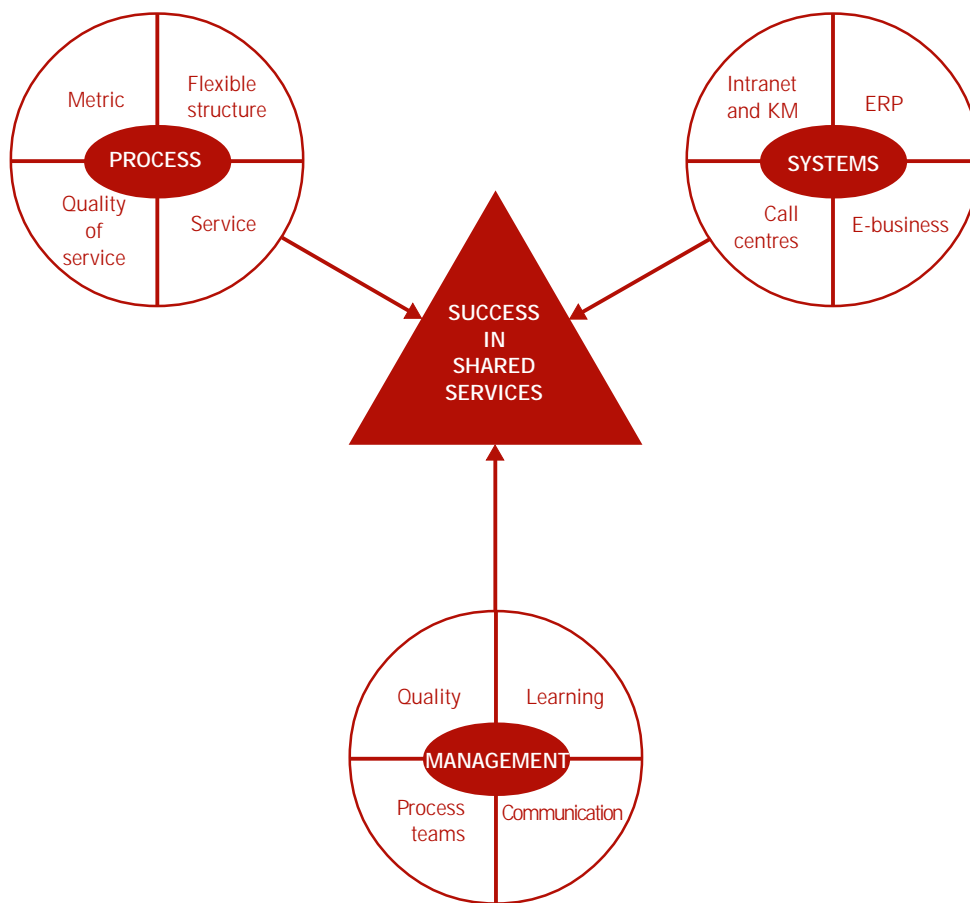 Metric
Flexible
structure
PROCESS
Quality
of
service
Service
Intranet
and KM
ERP
SYSTEMS
Call
centres
E-business
SUCCESS
IN
SHARED
SERVICES
Quality
Learning
MANAGEMENT
Process
teams
Communication